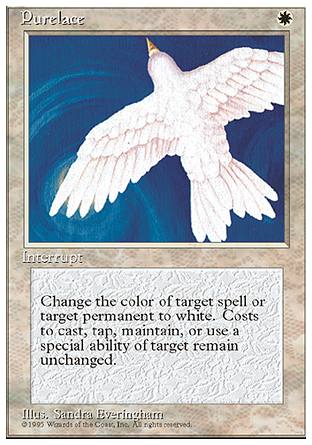 Purelace
Interrupt
Change the color of target spell or
target permanent to white. Costs
to cast, tap, maintain, or use a
special ability of target remain
unchanged.
Illus. Sandra Everingham
©1995 Wizards of the Coast, Inc. All rights reserved.